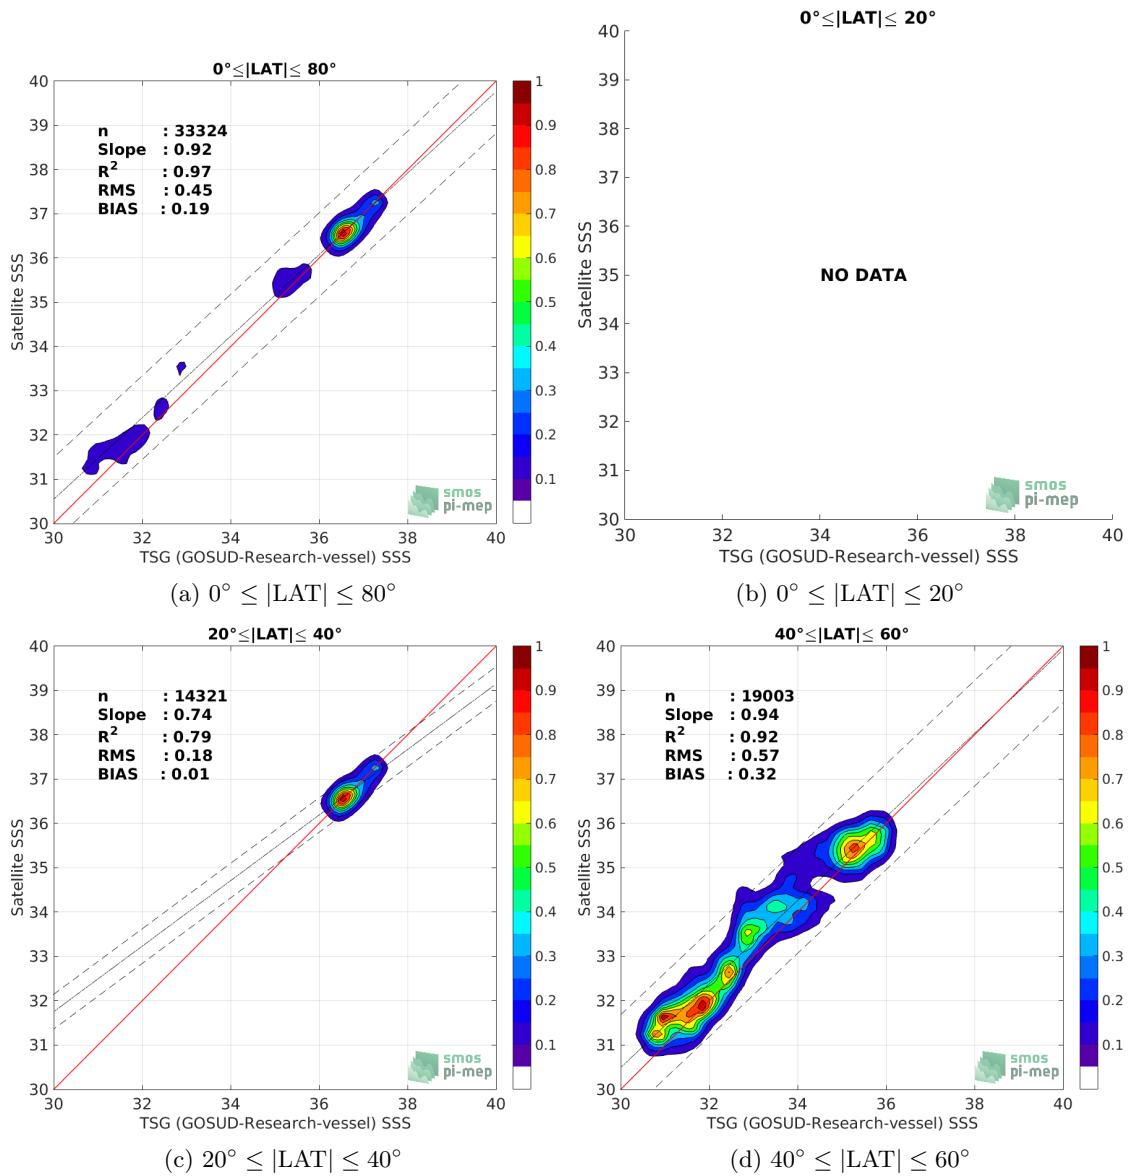 0°≤|LAT|≤ 80°
40
39
38
37
36
35
34
33
32
31
30
Satellite SSS
n : 33324
Slope : 0.92
R² : 0.97
RMS : 0.45
BIAS : 0.19
smos
pi-mep
30 32 34 36 38 40
TSG (GOSUD-Research-vessel) SSS
1
0.9
0.8
0.7
0.6
0.5
0.4
0.3
0.2
0.1
(a) 0° ≤ |LAT| ≤ 80°
0°≤|LAT|≤ 20°
40
39
38
37
36
35
34
33
32
31
30
Satellite SSS
NO DATA
smos
pi-mep
30 32 34 36 38 40
TSG (GOSUD-Research-vessel) SSS
(b) 0° ≤ |LAT| ≤ 20°
20°≤|LAT|≤ 40°
40
39
38
37
36
35
34
33
32
31
30
Satellite SSS
n : 14321
Slope : 0.74
R² : 0.79
RMS : 0.18
BIAS : 0.01
smos
pi-mep
30 32 34 36 38 40
TSG (GOSUD-Research-vessel) SSS
1
0.9
0.8
0.7
0.6
0.5
0.4
0.3
0.2
0.1
(c) 20° ≤ |LAT| ≤ 40°
40°≤|LAT|≤ 60°
40
39
38
37
36
35
34
33
32
31
30
Satellite SSS
n : 19003
Slope : 0.94
R² : 0.92
RMS : 0.57
BIAS : 0.32
smos
pi-mep
30 32 34 36 38 40
TSG (GOSUD-Research-vessel) SSS
1
0.9
0.8
0.7
0.6
0.5
0.4
0.3
0.2
0.1
(d) 40° ≤ |LAT| ≤ 60°